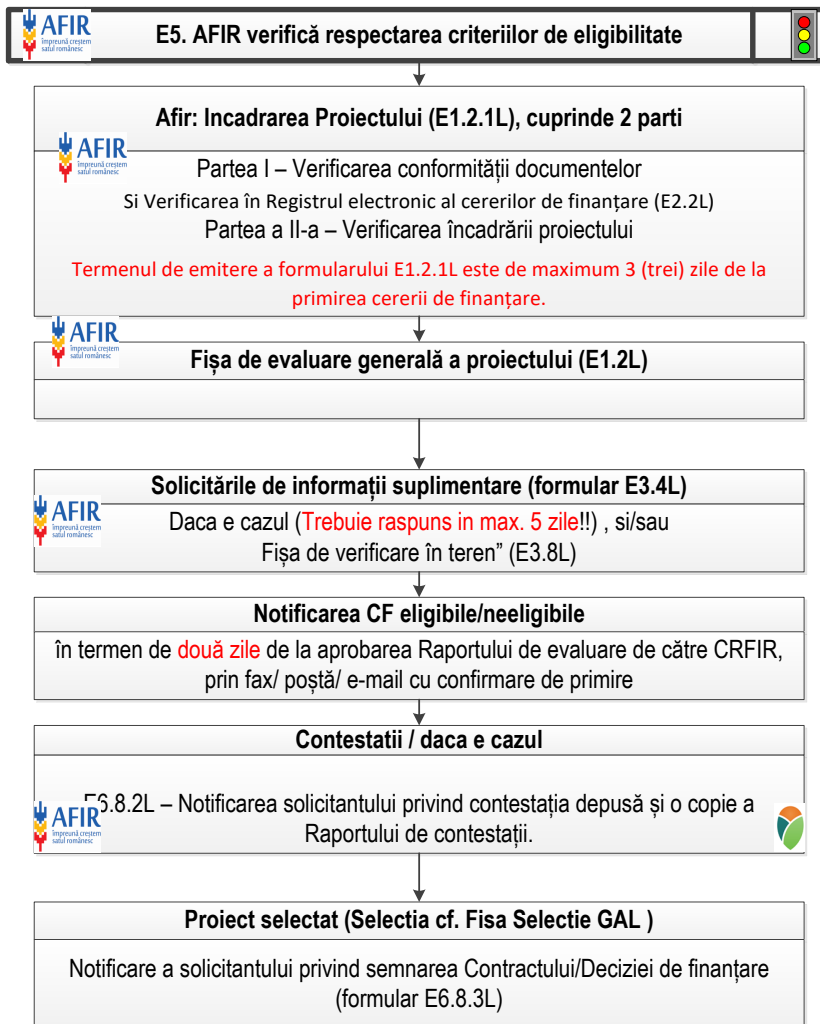 AFIR
împreună creștem
satul românesc
E5. AFIR verifică respectarea criteriilor de eligibilitate
Afir: Incadrarea Proiectului (E1.2.1L), cuprinde 2 parti
AFIR
împreună creștem
satul românesc
Partea I – Verificarea conformității documentelor
Si Verificarea în Registrul electronic al cererilor de finanțare (E2.2L)
Partea a II-a – Verificarea încadrării proiectului
Termenul de emitere a formularului E1.2.1L este de maximum 3 (trei) zile de la
primirea cererii de finanțare.
AFIR
împreună creștem
satul românesc
Fișa de evaluare generală a proiectului (E1.2L)
Solicitările de informații suplimentare (formular E3.4L)
AFIR
împreună creștem
satul românesc
Daca e cazul (Trebuie raspuns in max. 5 zile!!) , si/sau
Fișa de verificare în teren” (E3.8L)
Notificarea CF eligibile/neeligibile
în termen de două zile de la aprobarea Raportului de evaluare de către CRFIR,
prin fax/ poștă/ e-mail cu confirmare de primire
Contestatii / daca e cazul
E6.8.2L – Notificarea solicitantului privind contestația depusă și o copie a
Raportului de contestații.
AFIR
împreună creștem
satul românesc
Proiect selectat (Selectia cf. Fisa Selectie GAL )
Notificare a solicitantului privind semnarea Contractului/Deciziei de finanțare
(formular E6.8.3L)